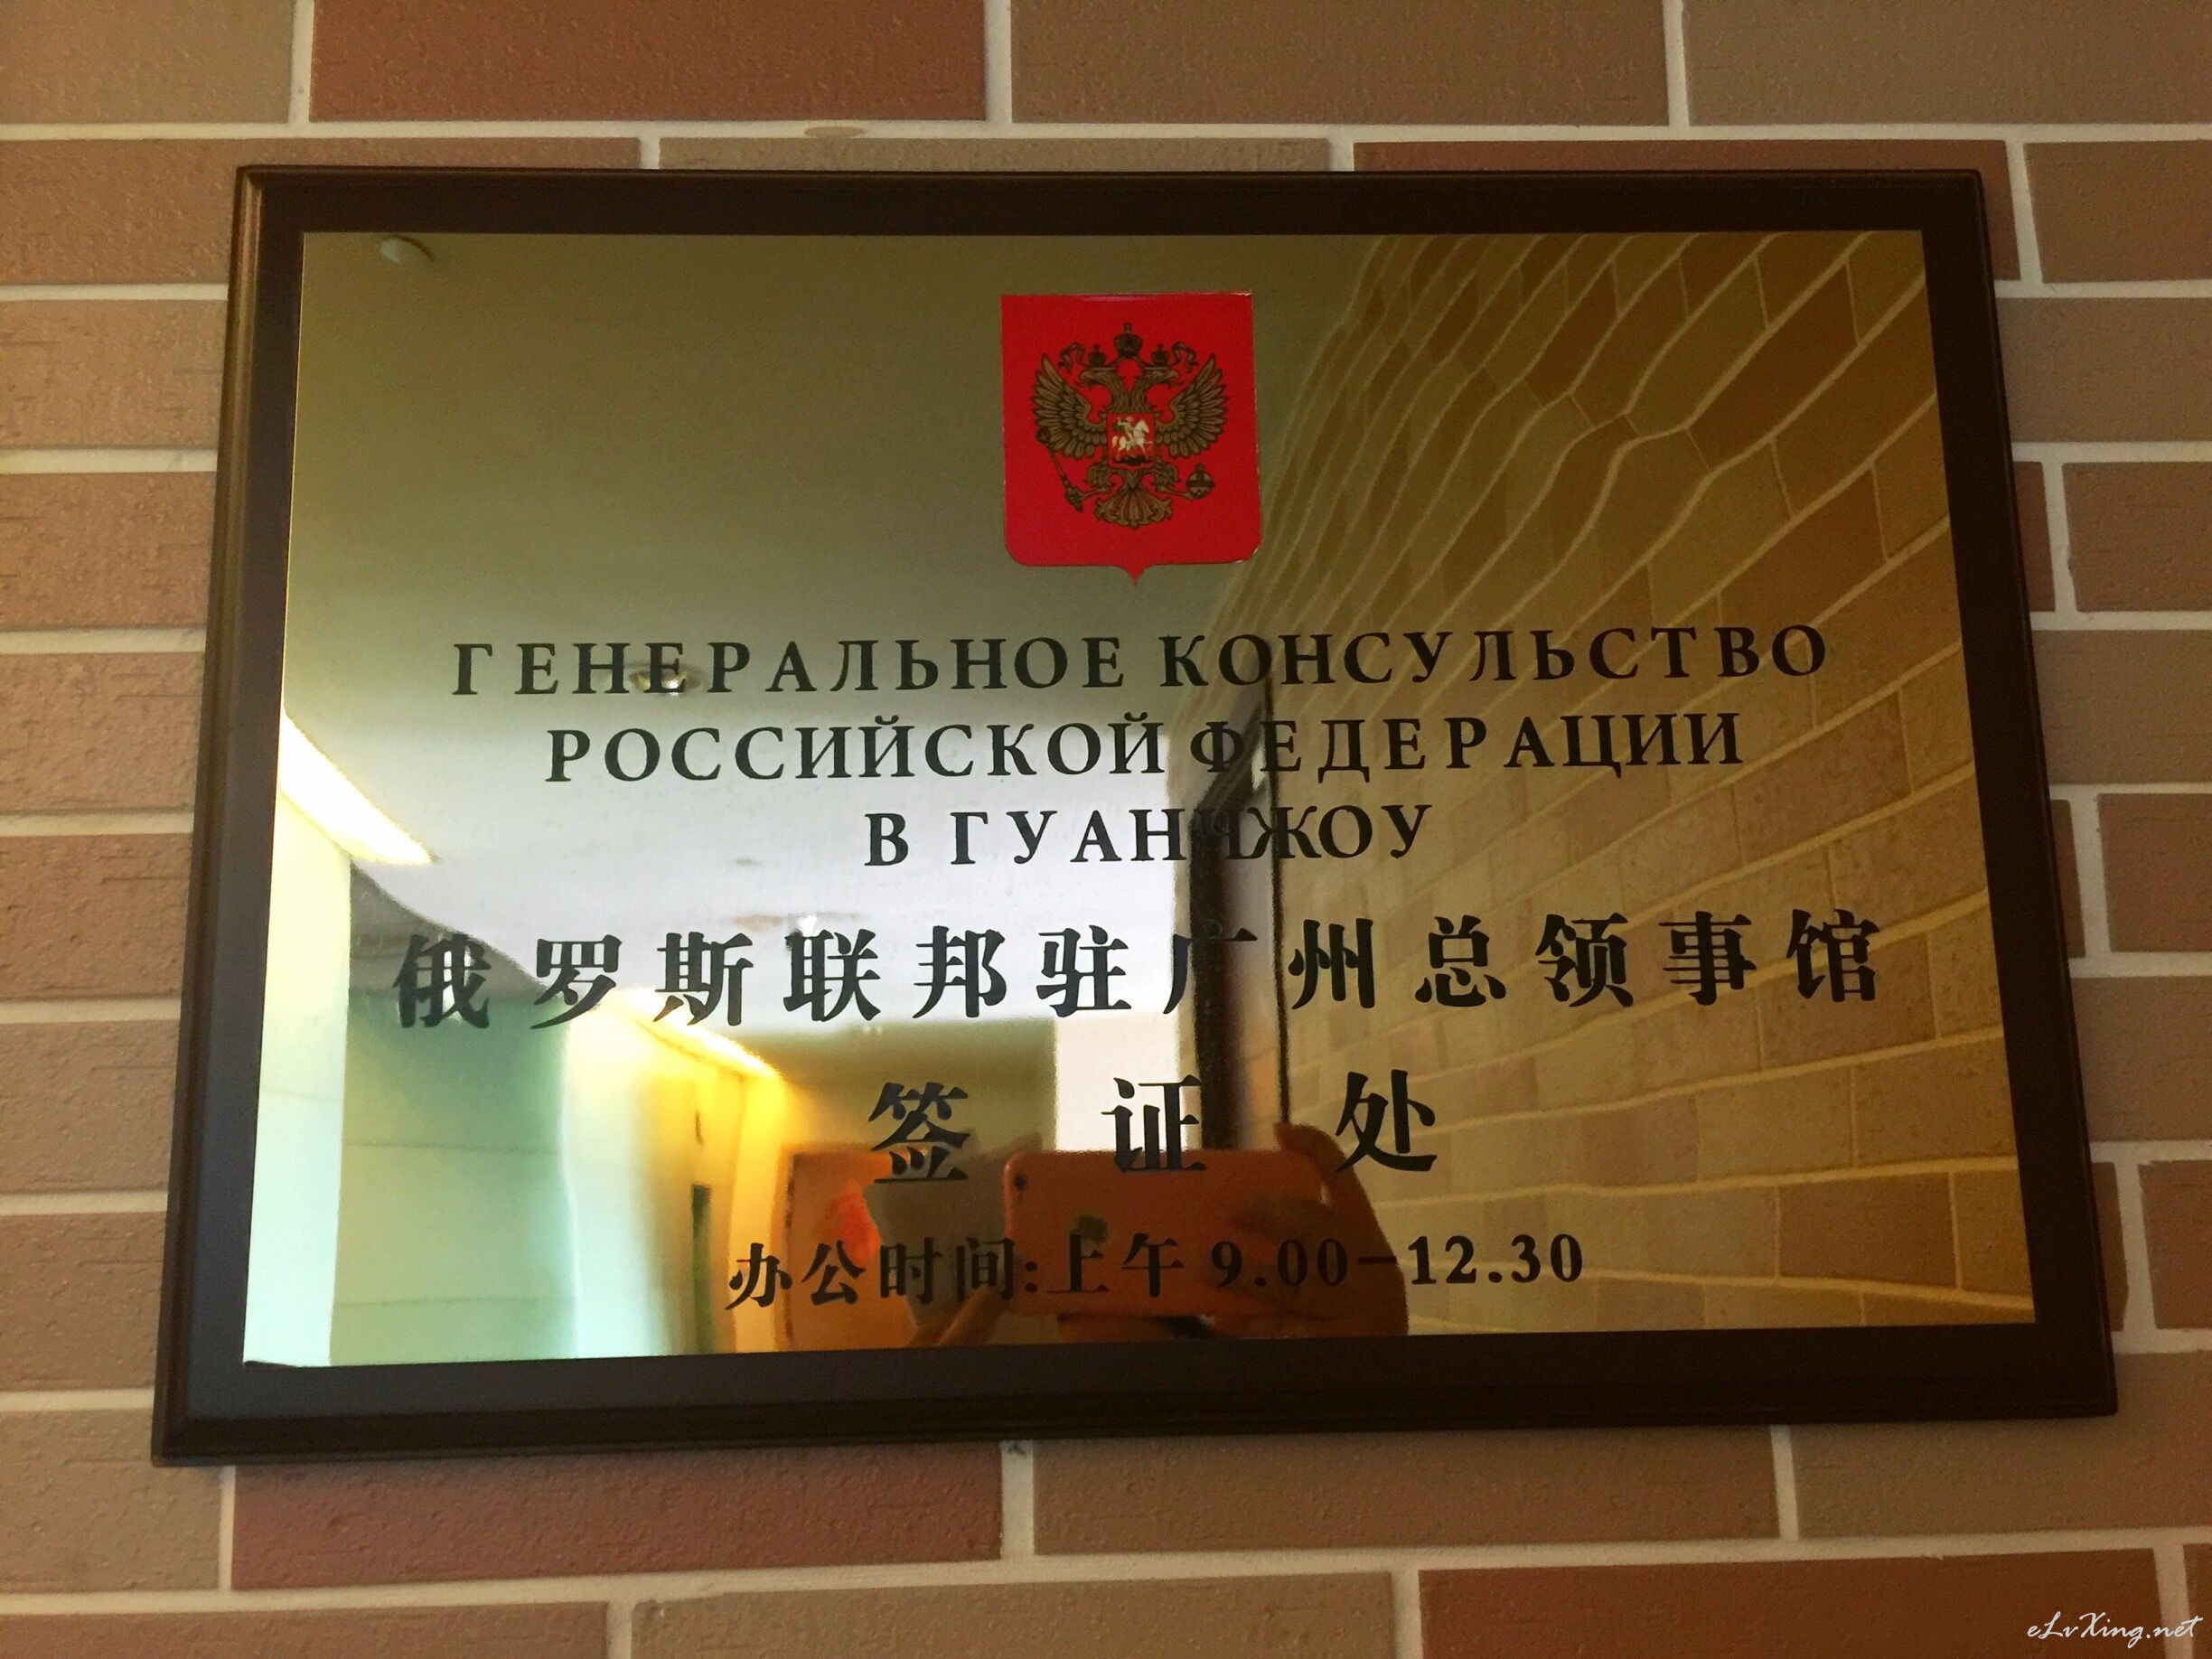 ГЕНЕРАЛЬНОЕ КОНСУЛЬСТВО
РОССИЙСКОЙ ФЕДЕРАЦИИ
В ГУАНЧЖОУ
俄罗斯联邦驻广州总领事馆
签证处
办公时间:上午 9.00-12.30
eLvXing.net